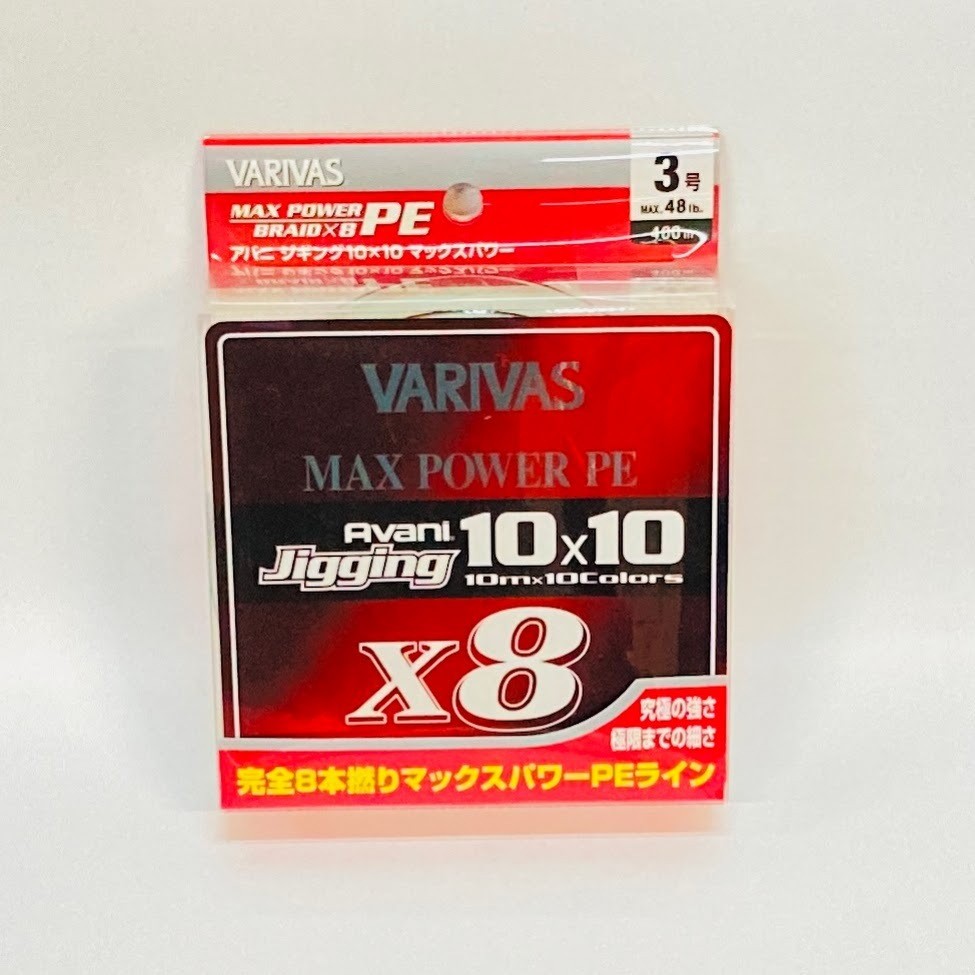 VARIVAS
MAX POWER PE
BRAID×8
アバニ ジギング10×10 マックスパワー
3号
MAX. 48lb.
400m
VARIVAS
MAX POWER PE
Avani
Jigging 10x10
10m×10Colors
x8
究極の強さ
極限までの細さ
完全8本撚りマックスパワーPEライン